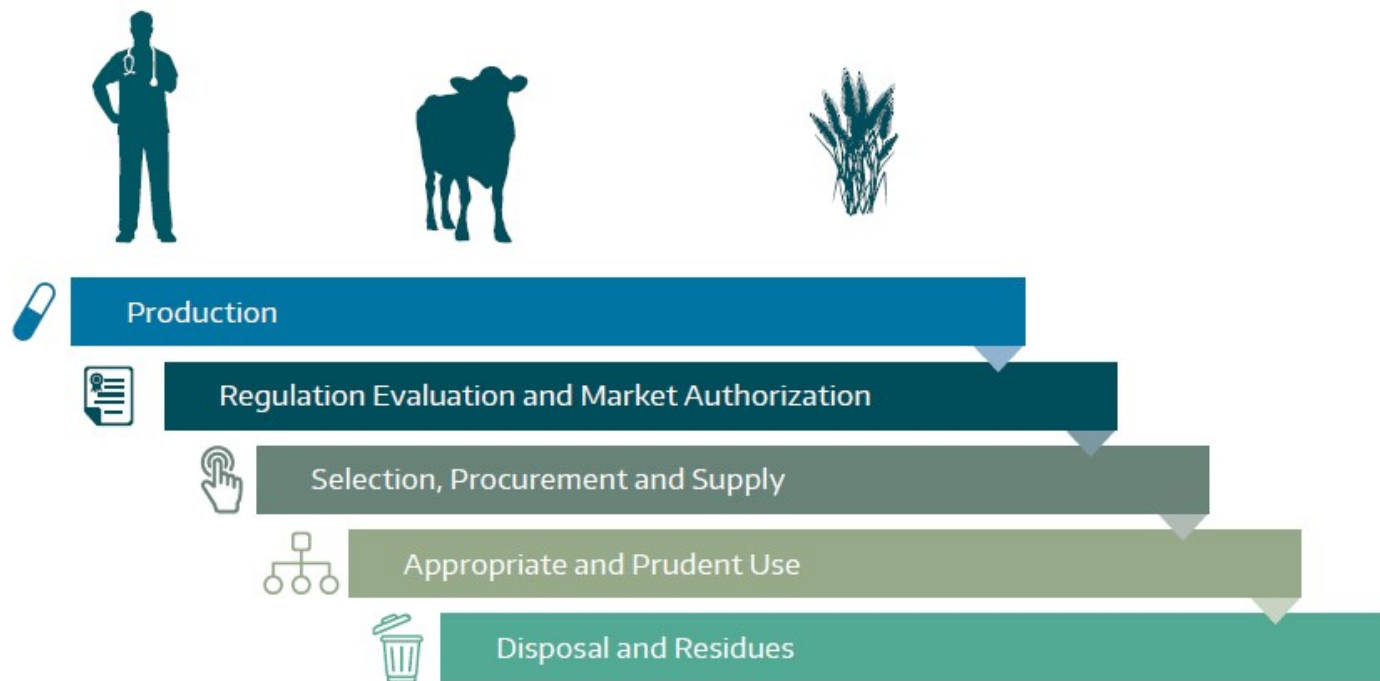 Production
Regulation Evaluation and Market Authorization
Selection, Procurement and Supply
Appropriate and Prudent Use
Disposal and Residues